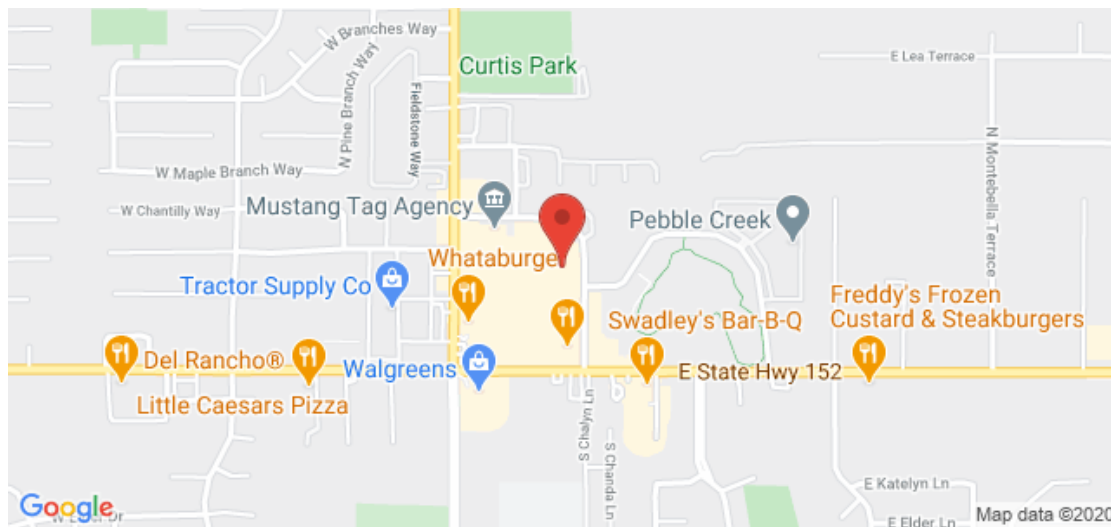 W Branches Way
Curtis Park
E Lea Terrace
N Pine Branch Way
Fieldstone Way
N Montebella Terrace
W Maple Branch Way
W Chantilly Way
Mustang Tag Agency
Pebble Creek
Whataburger
Tractor Supply Co
Freddy's Frozen
Custard & Steakburgers
Swadley's Bar-B-Q
Del Rancho®
Walgreens
E State Hwy 152
Little Caesars Pizza
S Chalyn Ln
S Chanda Ln
E Katelyn Ln
Google
Dr
E Elder Ln
Map data ©2020